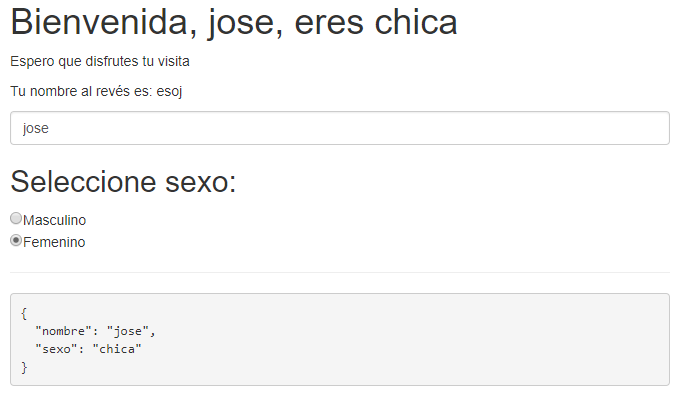 Bienvenida, jose, eres chica
Espero que disfrutes tu visita
Tu nombre al revés es: esoj
jose
Seleccione sexo:
Masculino
Femenino
{
  "nombre": "jose",
  "sexo": "chica"
}